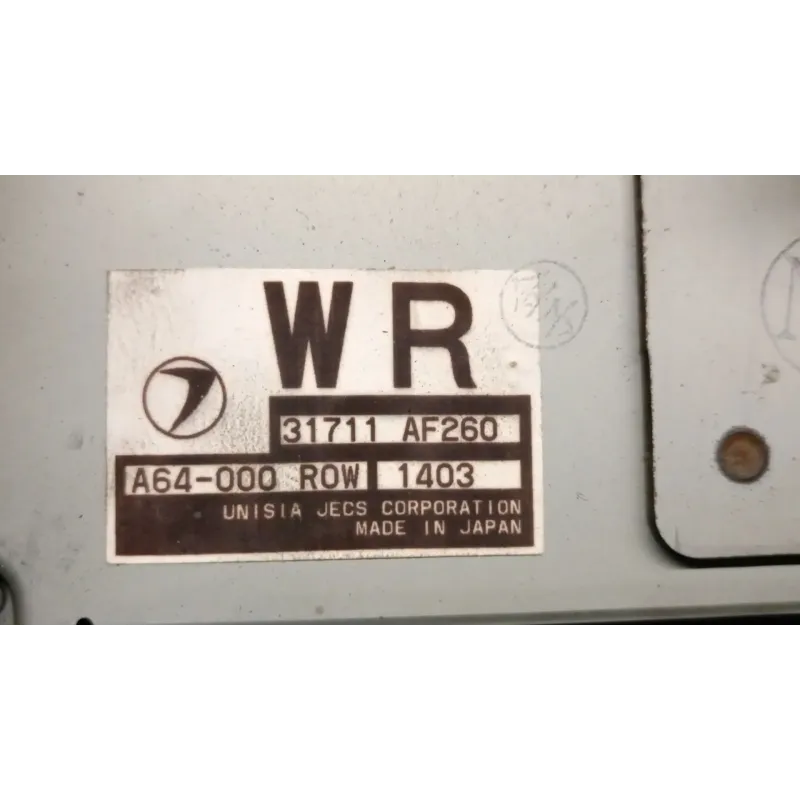 WR
31711 AF260
A64-000 ROW 1403
UNISIA JECS CORPORATION
MADE IN JAPAN